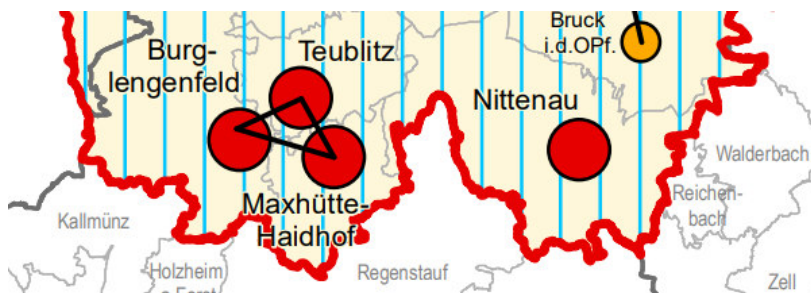 Bruck
i.d.OPf.
Burg-
lengenfeld
Teublitz
Nittenau
Maxhütte-
Haidhof
Walderbach
Reichen-
bach
Kallmünz
Holzheim
Regenstauf
Zell